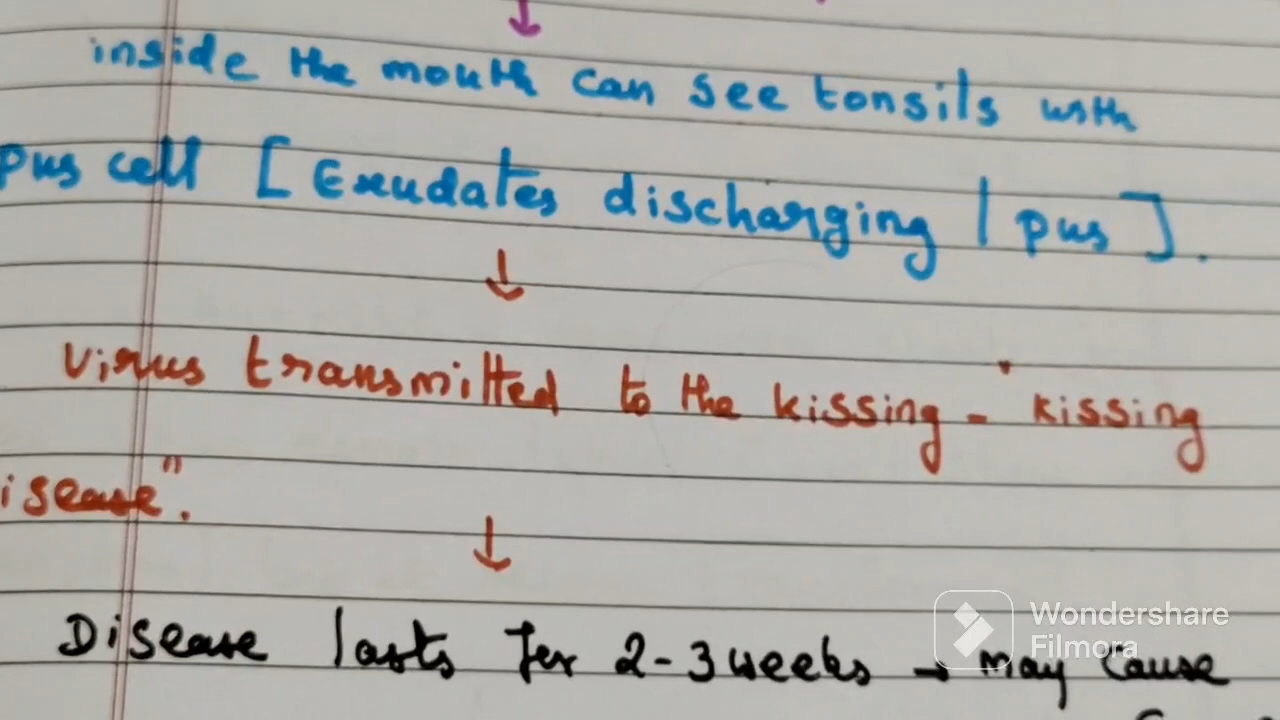 inside the mouth can see tonsils with
pus cell [Exudates discharging / pus].
virus transmitted to the kissing - "kissing
isease".
Disease lasts for 2-3 weeks → may cause
Wondershare
Filmora